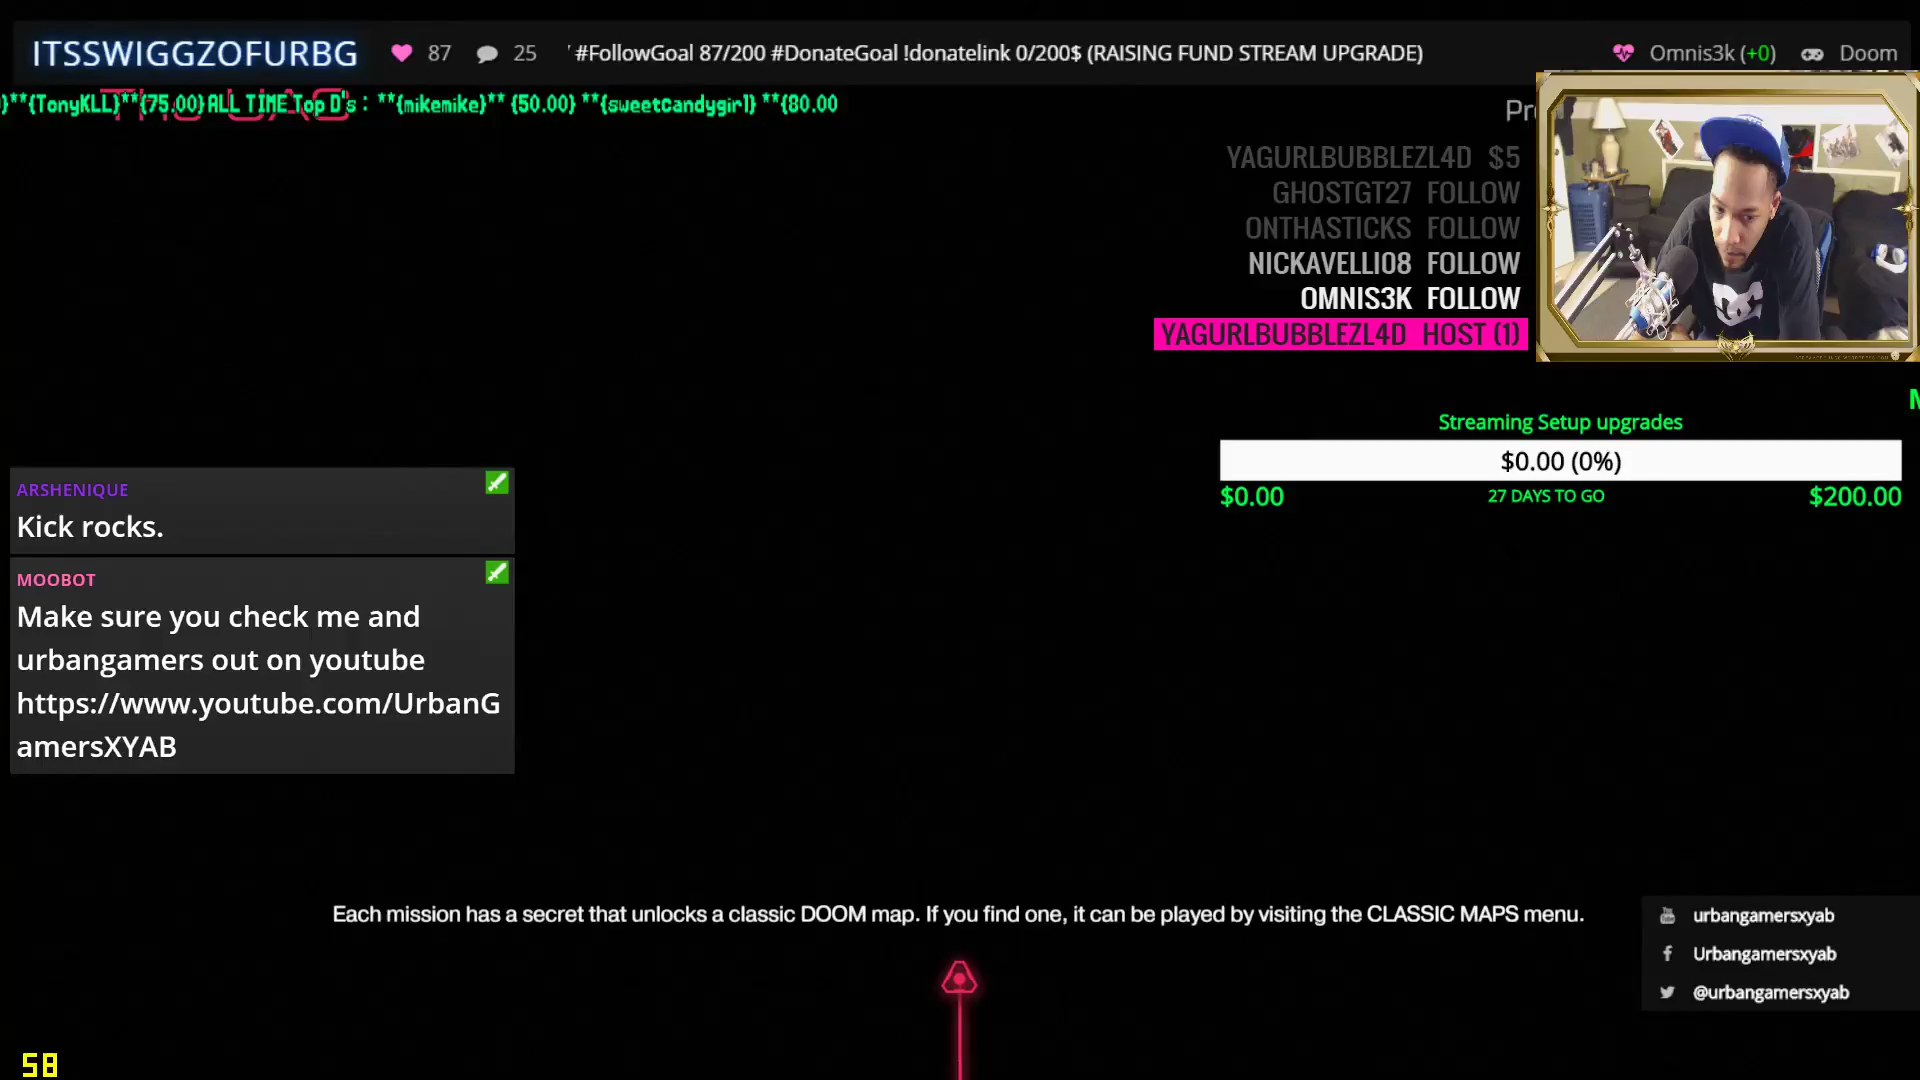 ITSSWIGGZOFURBG 87 25 #FollowGoal 87/200 #DonateGoal !donatelink 0/200$ (RAISING FUND STREAM UPGRADE) Omnis3k (+0) Doom
}**{TonyKLL}**{75.00} ALL TIME Top D's : **{mikemike}** {50.00} **{sweetCandygirl} **{80.00
YAGURLBUBBLEZL4D $5
GHOSTGT27 FOLLOW
ONTHASTICKS FOLLOW
NICKAVELLI08 FOLLOW
OMNIS3K FOLLOW
YAGURLBUBBLEZL4D HOST (1)
Streaming Setup upgrades
$0.00 (0%)
$0.00 27 DAYS TO GO $200.00
ARSHENIQUE
Kick rocks.
MOOBOT
Make sure you check me and
urbangamers out on youtube
https://www.youtube.com/UrbanG
amersXYAB
Each mission has a secret that unlocks a classic DOOM map. If you find one, it can be played by visiting the CLASSIC MAPS menu.
urbangamersxyab
Urbangamersxyab
@urbangamersxyab
58